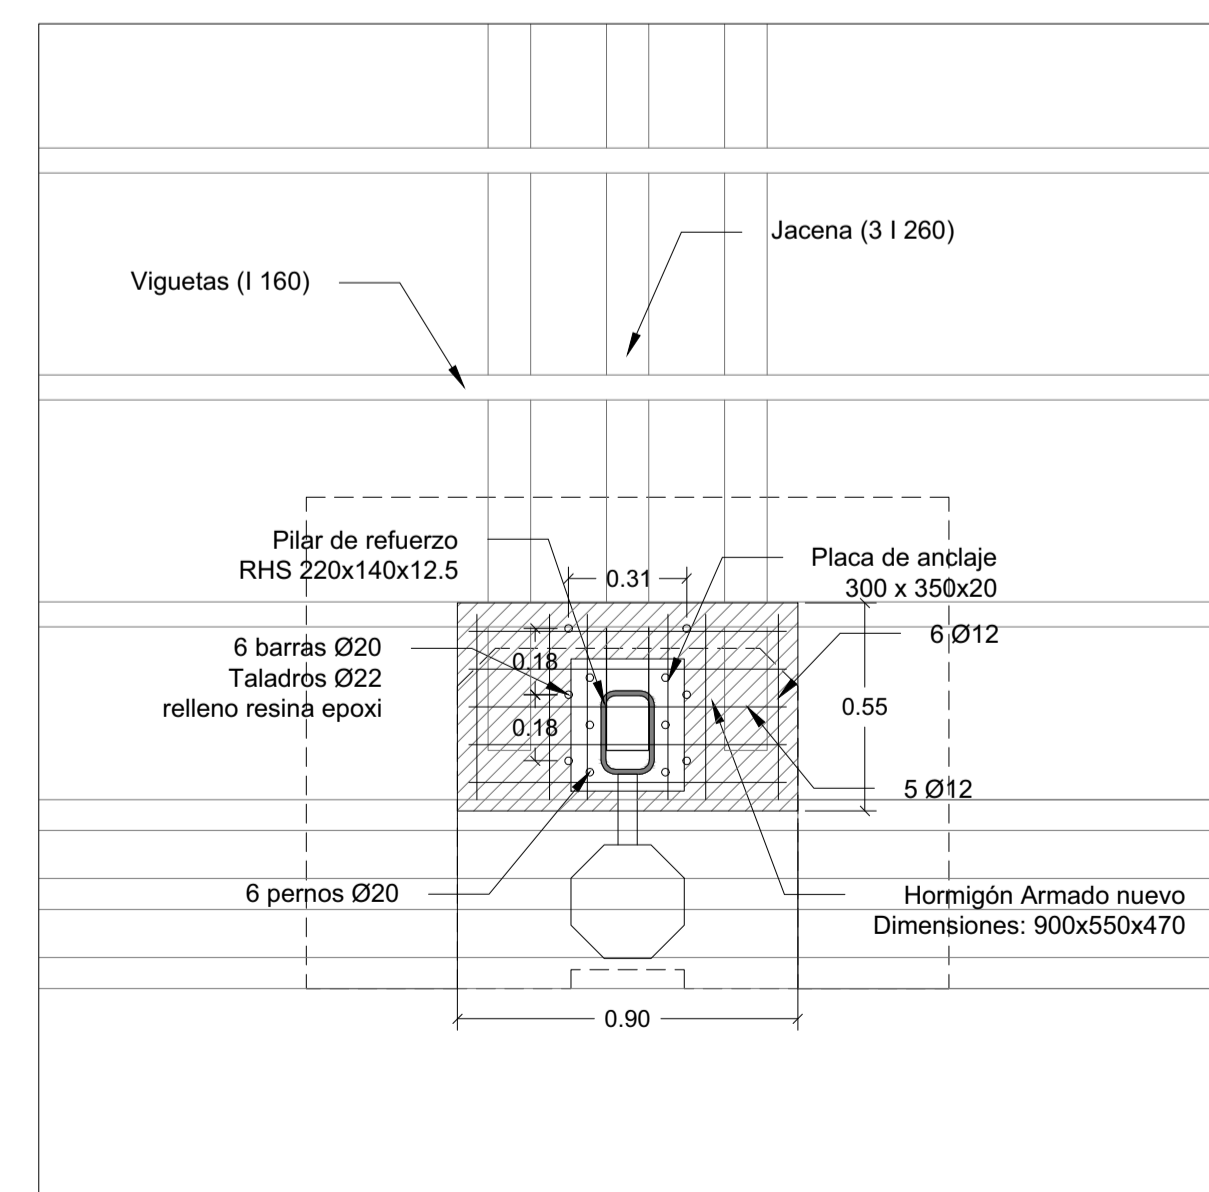 Jacena (3 I 260)
Viguetas (I 160)
Pilar de refuerzo
RHS 220x140x12.5
0.31
Placa de anclaje
300 x 350x20
6 barras Ø20
Taladros Ø22
relleno resina epoxi
0.18
0.18
6 Ø12
0.55
5 Ø12
6 pernos Ø20
Hormigón Armado nuevo
Dimensiones: 900x550x470
0.90